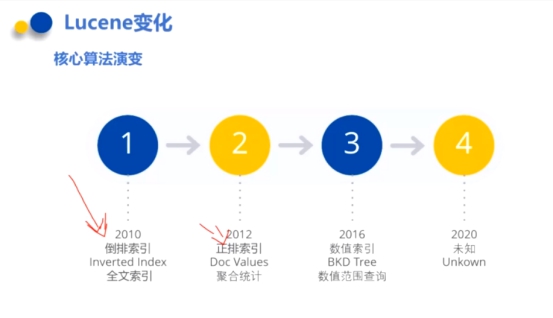 Lucene变化
核心算法演变
1
2
3
4
2010
倒排索引
Inverted Index
全文索引
2012
正排索引
Doc Values
聚合统计
2016
数值索引
BKD Tree
数值范围查询
2020
未知
Unkown